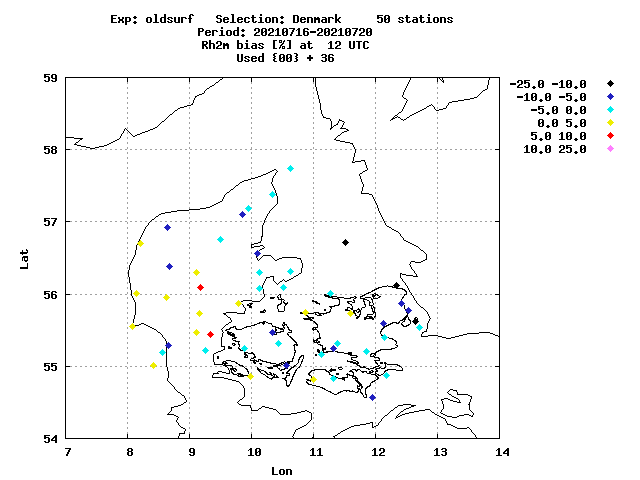 Exp: oldsurf   Selection: Denmark     50 stations
Period: 20210716-20210720
Rh2m bias [%] at  12 UTC
Used {00} + 36
-25.0 -10.0
-10.0 -5.0
-5.0 0.0
0.0 5.0
5.0 10.0
10.0 25.0
59
58
57
56
55
54
Lat
7 8 9 10 11 12 13 14
Lon